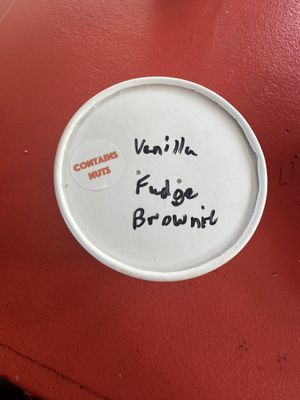 Vanilla
CONTAINS
NUTS
Fudge
Brownie